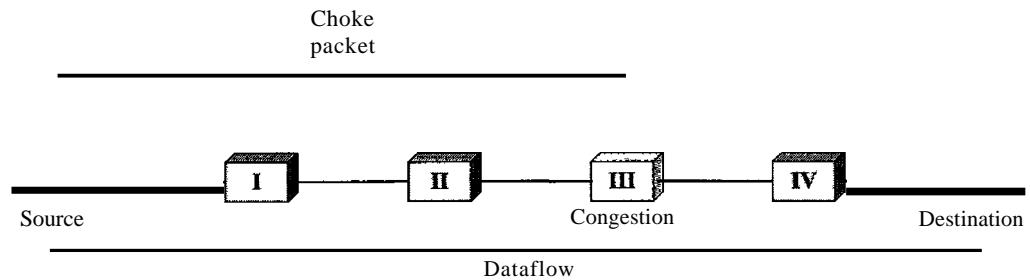 Choke
packet
I II III IV
Source Congestion Destination
Dataflow